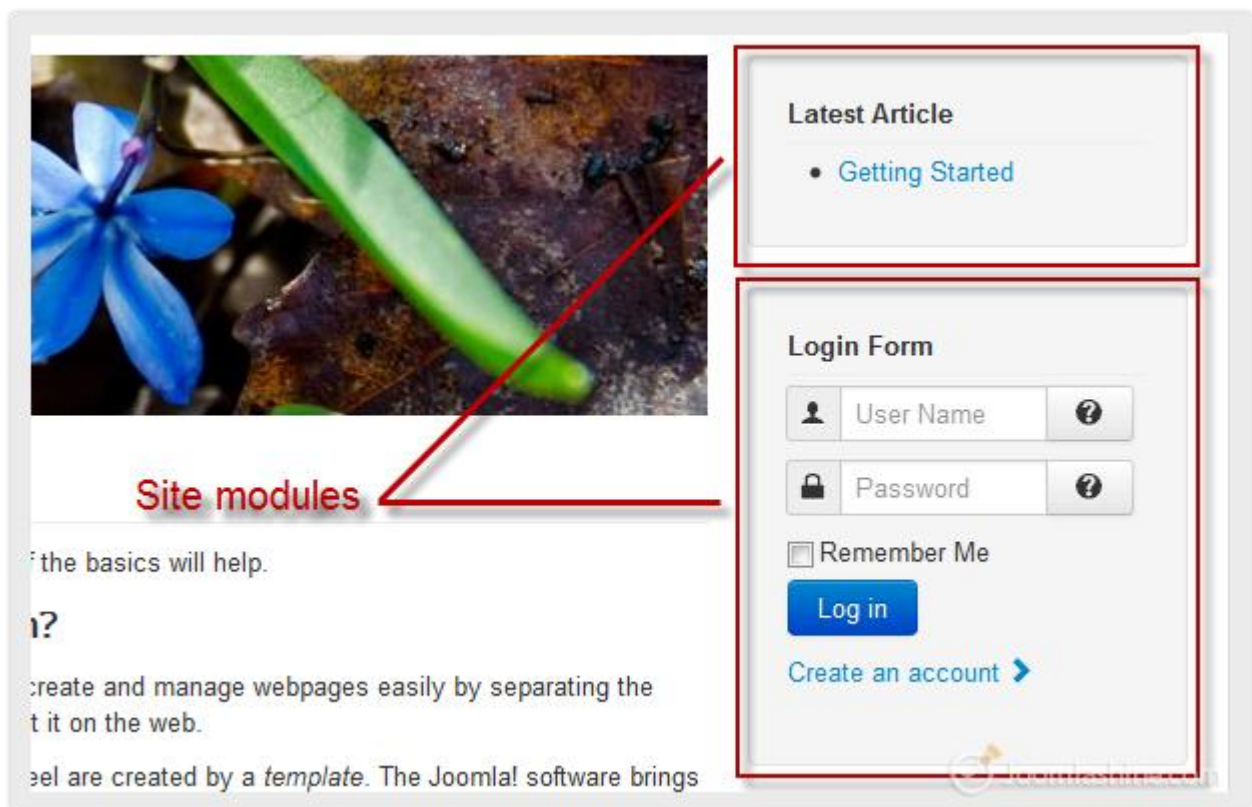 Latest Article
Getting Started
Login Form
User Name
Password
Remember Me
Log in
Create an account
Site modules
f the basics will help.
n?
create and manage webpages easily by separating the
t it on the web.
eel are created by a template. The Joomla! software brings
Joomlashine.com